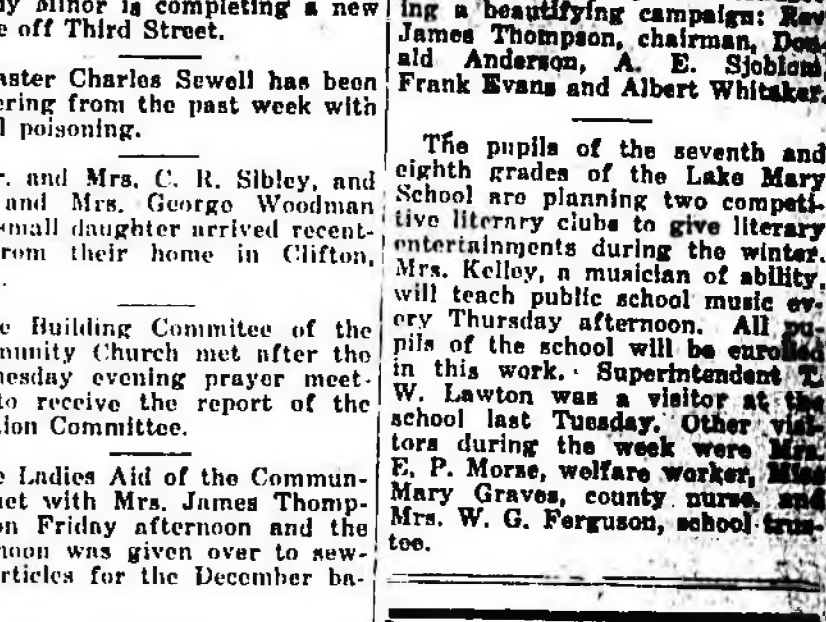 Minor is completing a new
e off Third Street.
aster Charles Sewell has been
ering from the past week with
l poisoning.
r. and Mrs. C. R. Sibley, and
and Mrs. George Woodman
small daughter arrived recent-
rom their home in Clifton,
.
e Building Commitee of the
munity Church met after the
nesday evening prayer meet-
to receive the report of the
tion Committee.
e Ladies Aid of the Commun-
met with Mrs. James Thomp-
on Friday afternoon and the
noon was given over to sew-
rticles for the December ba-
ing a beautifying campaign: Rev
James Thompson, chairman, Don-
ald Anderson, A. E. Sjoblom,
Frank Evans and Albert Whitaker.
The pupils of the seventh and
eighth grades of the Lake Mary
School are planning two competi-
tive literary clubs to give literary
entertainments during the winter.
Mrs. Kelley, a musician of ability,
will teach public school music ev-
ery Thursday afternoon. All pu-
pils of the school will be enrolled
in this work. Superintendent T.
W. Lawton was a visitor at the
school last Tuesday. Other visi-
tors during the week were Mrs.
E. P. Morse, welfare worker, Miss
Mary Graves, county nurse, and
Mrs. W. G. Ferguson, school trus-
tee.